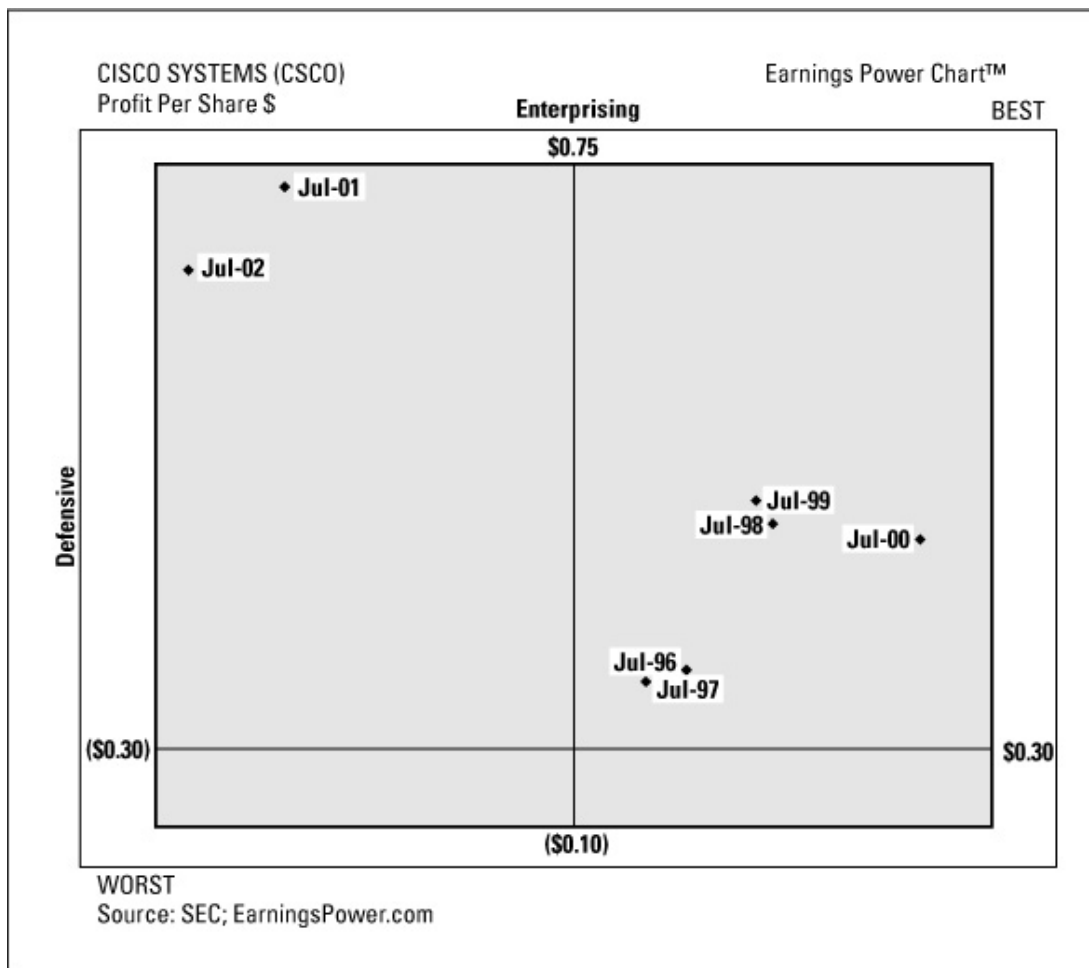 CISCO SYSTEMS (CSCO)
Earnings Power Chart™
Profit Per Share $
Enterprising
BEST
$0.75
Jul-01
Jul-02
Defensive
Jul-99
Jul-98
Jul-00
Jul-96
Jul-97
($0.30)
$0.30
($0.10)
WORST
Source: SEC; EarningsPower.com